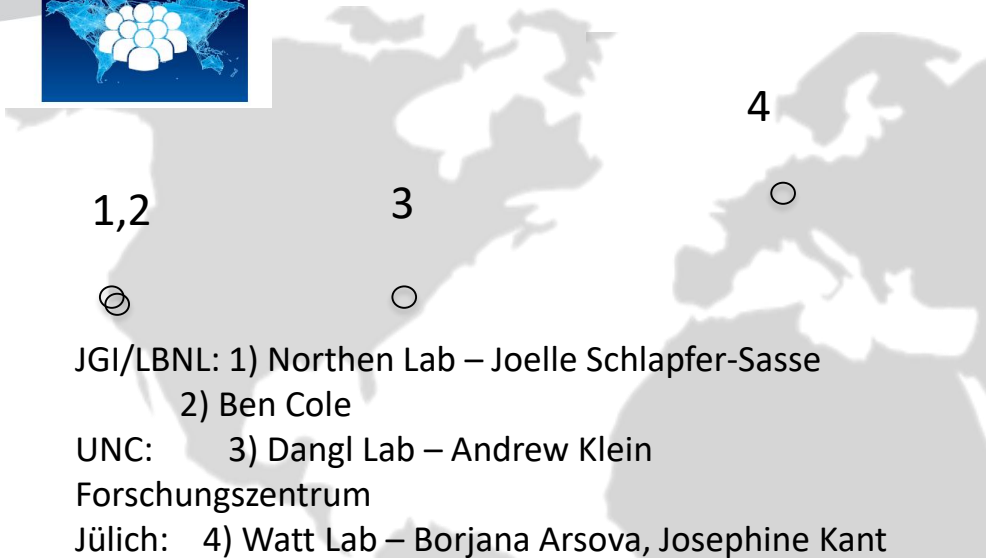 4
1,2
3
JGI/LBNL: 1) Northen Lab – Joelle Schlapfer-Sasse
2) Ben Cole
UNC: 3) Dangl Lab – Andrew Klein
Forschungszentrum
Jülich: 4) Watt Lab – Borjana Arsova, Josephine Kant